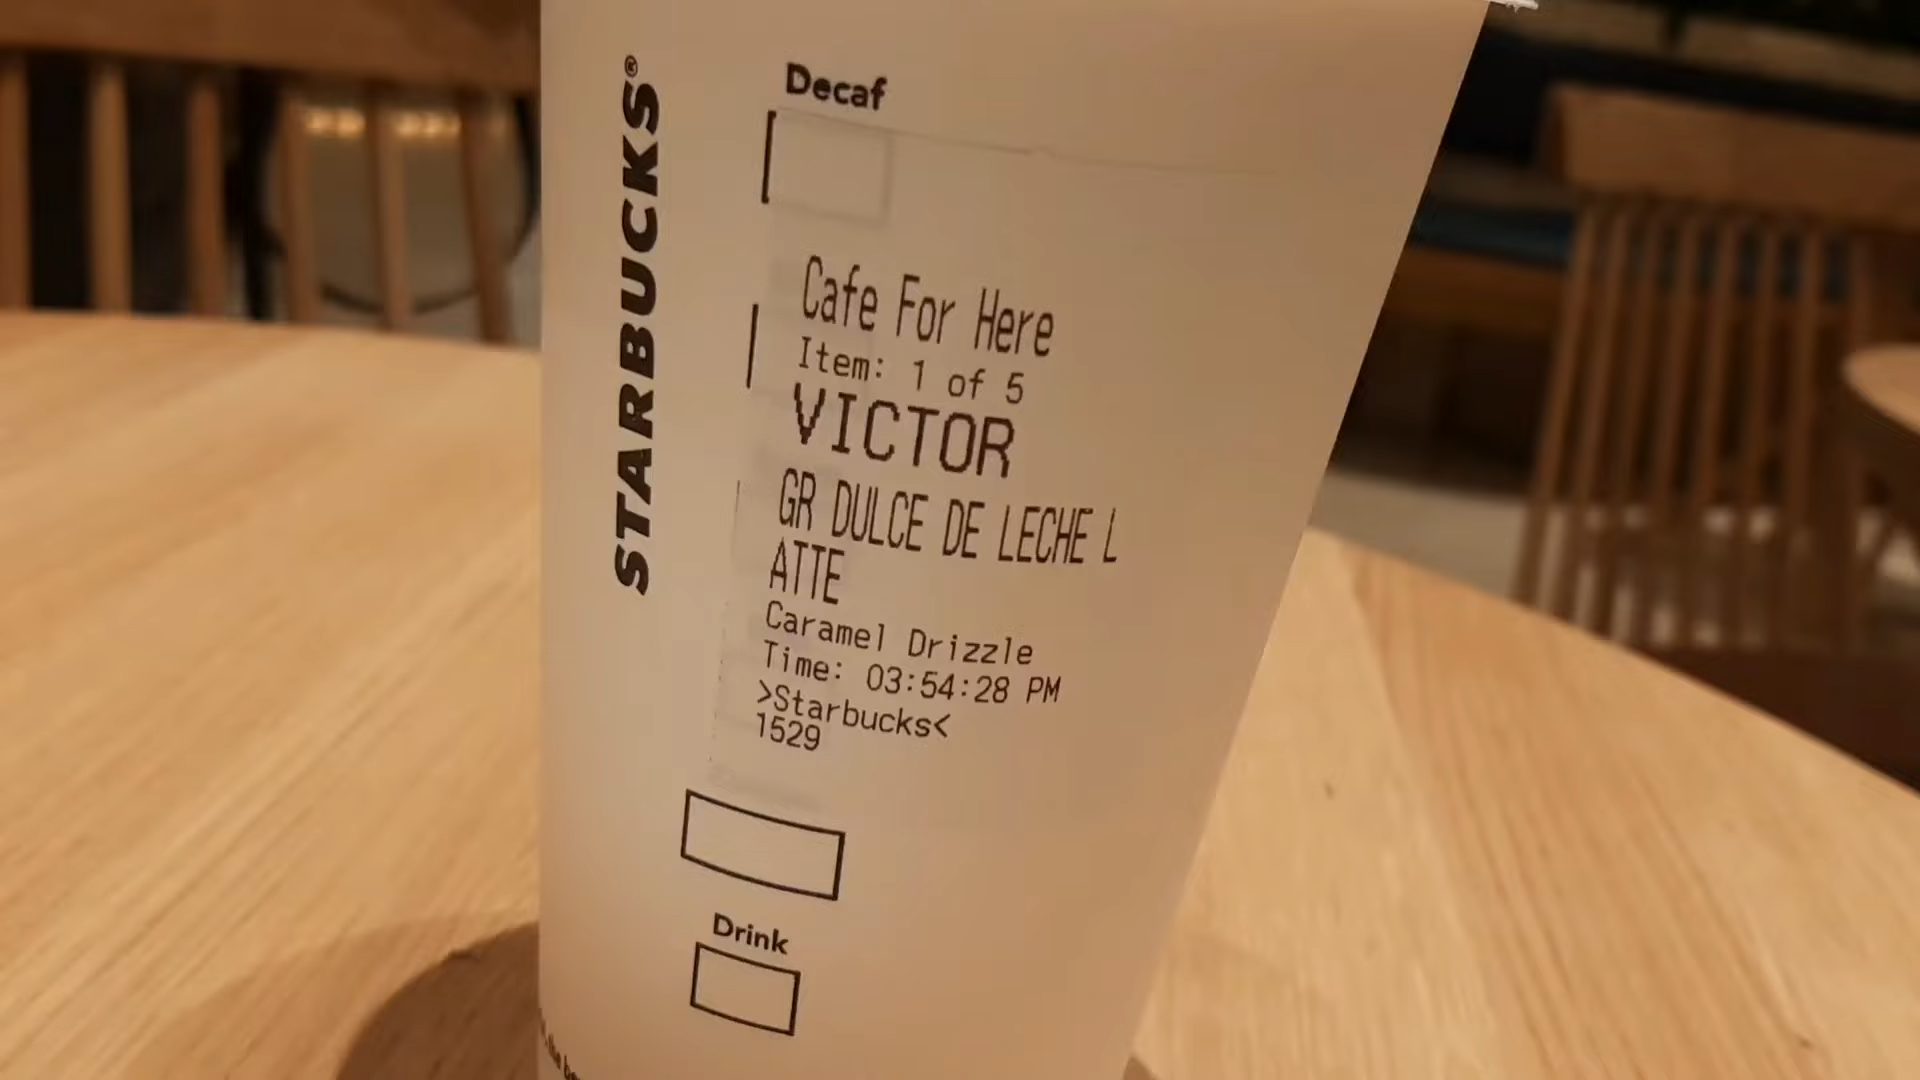 STARBUCKS®
Decaf
Cafe For Here
Item: 1 of 5
VICTOR
GR DULCE DE LECHE L
ATTE
Caramel Drizzle
Time: 03:54:28 PM
>Starbucks<
1529
Drink